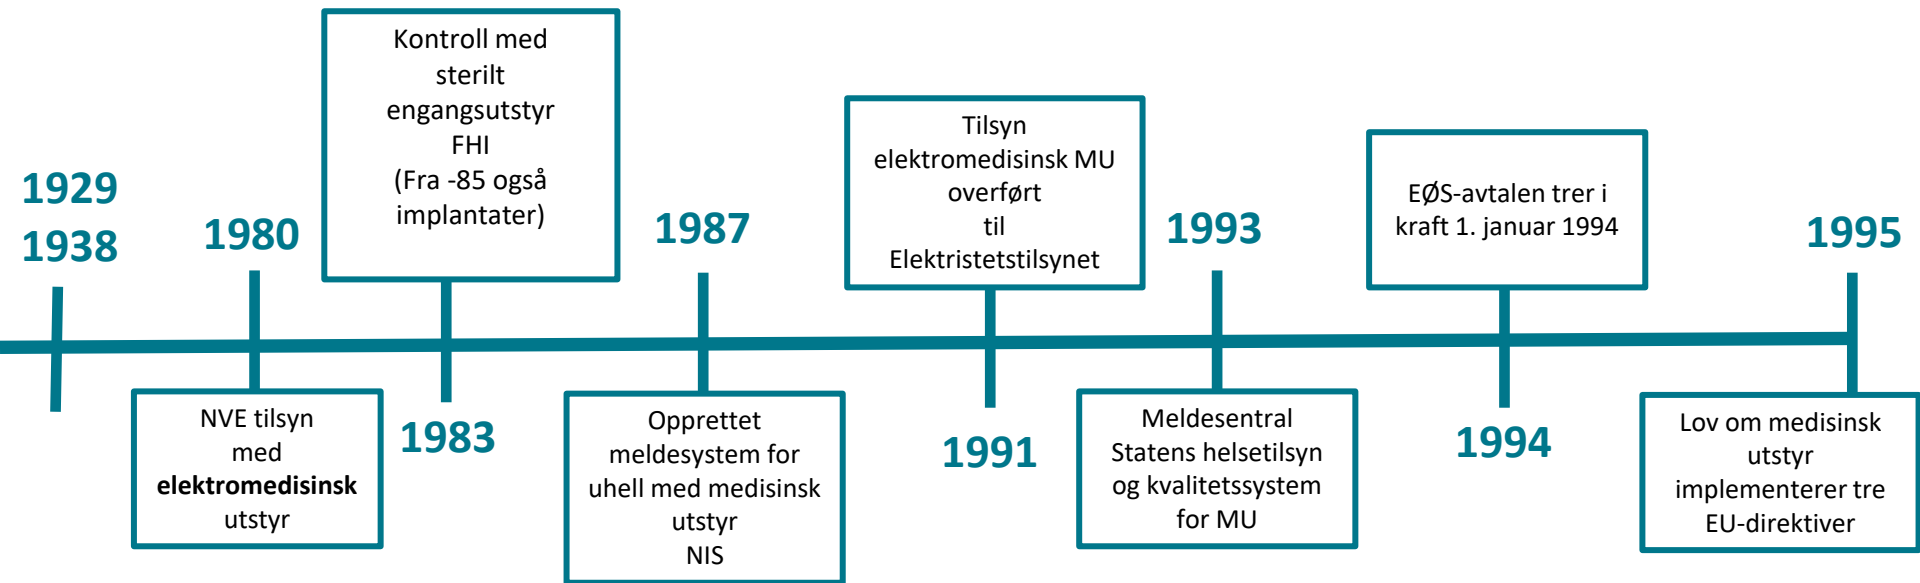 1929
1938
1980
NVE tilsyn
med
elektromedisinsk
utstyr
Kontroll med
sterilt
engangsutstyr
FHI
(Fra -85 også
implantater)
1983
1987
Opprettet
meldesystem for
uhell med medisinsk
utstyr
NIS
Tilsyn
elektromedisinsk MU
overført
til
Elektristetstilsynet
1991
1993
Meldesentral
Statens helsetilsyn
og kvalitetssystem
for MU
EØS-avtalen trer i
kraft 1. januar 1994
1994
1995
Lov om medisinsk
utstyr
implementerer tre
EU-direktiver